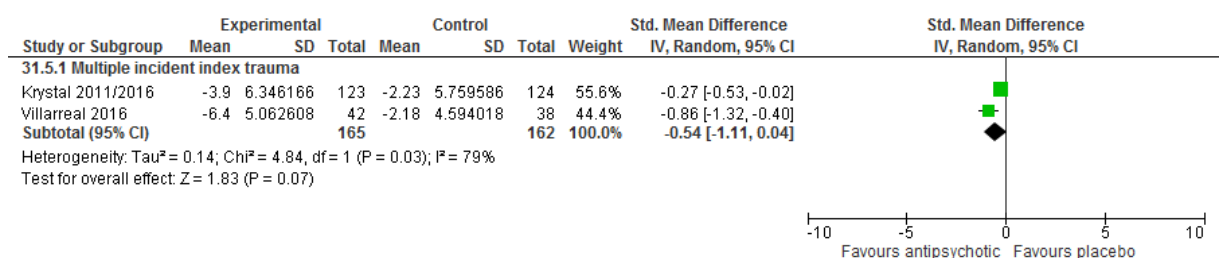 Experimental Control Std. Mean Difference Std. Mean Difference
Study or Subgroup Mean SD Total Mean SD Total Weight IV, Random, 95% CI IV, Random, 95% CI
31.5.1 Multiple incident index trauma
Krystal 2011/2016 -3.9 6.346166 123 -2.23 5.759586 124 55.6% -0.27 [-0.53, -0.02]
Villarreal 2016 -6.4 5.062608 42 -2.18 4.594018 38 44.4% -0.86 [-1.32, -0.40]
Subtotal (95% CI) 165 162 100.0% -0.54 [-1.11, 0.04]
Heterogeneity: Tau² = 0.14; Chi² = 4.84, df = 1 (P = 0.03); I² = 79%
Test for overall effect: Z = 1.83 (P = 0.07)
-10 -5 0 5 10
Favours antipsychotic Favours placebo